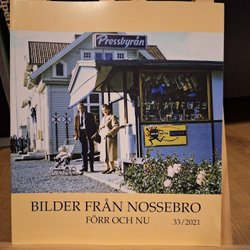 Pressbyrån
BILDER FRÅN NOSSEBRO
FÖRR OCH NU 33/2021